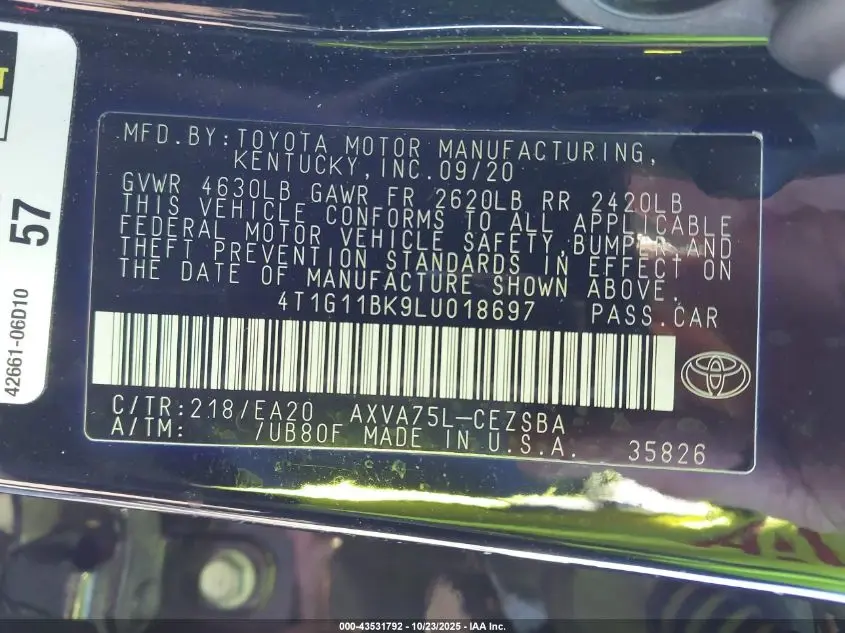 MFD.BY:TOYOTA MOTOR MANUFACTURING,
KENTUCKY,INC.09/20
GVWR 4630LB GAWR FR 2620LB RR 2420LB
THIS VEHICLE CONFORMS TO ALL APPLICABLE
FEDERAL MOTOR VEHICLE SAFETY,BUMPER,AND
THEFT PREVENTION STANDARDS IN EFFECT ON
THE DATE OF MANUFACTURE SHOWN ABOVE.
4T1G11BK9LU018697 PASS.CAR
C/TR:218/EA20 AXVA75L-CEZSBA
A/TM: /UB80F MADE IN U.S.A. 35826
42661-06D10
57
000-43531792 - 10/23/2025 - IAA Inc.